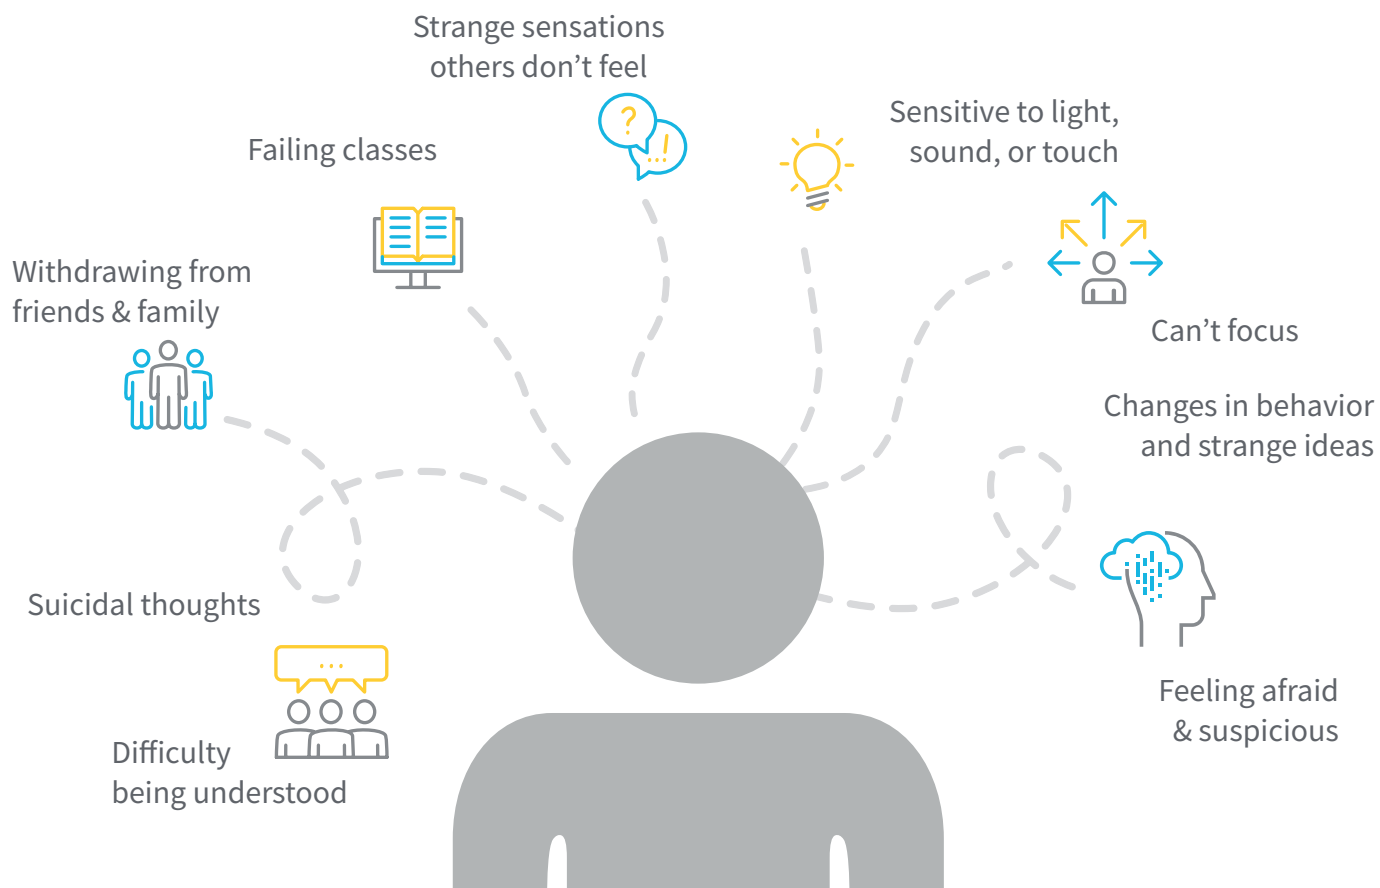 Strange sensations
others don’t feel
Sensitive to light,
sound, or touch
Failing classes
Withdrawing from
friends & family
Can’t focus
Changes in behavior
and strange ideas
Suicidal thoughts
Feeling afraid
& suspicious
Difficulty
being understood